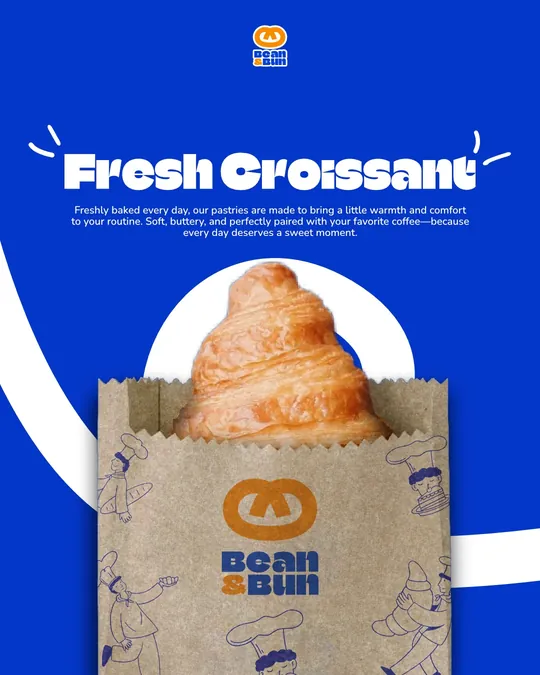 Bean
&Bun
Fresh Croissant
Freshly baked every day, our pastries are made to bring a little warmth and comfort
to your routine. Soft, buttery, and perfectly paired with your favorite coffee—because
every day deserves a sweet moment.
Bean
&Bun